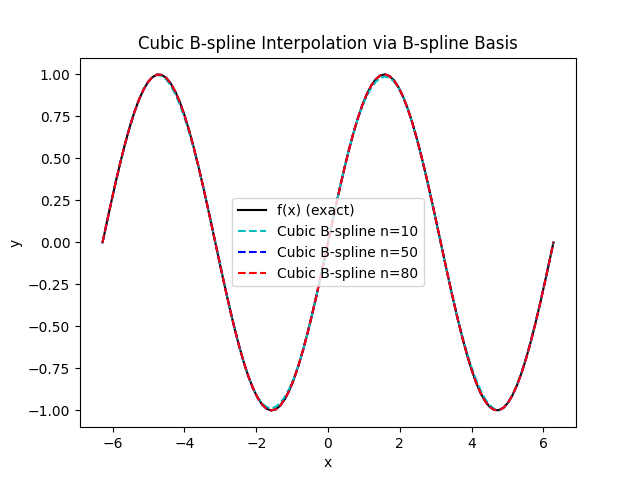 Cubic B-spline Interpolation via B-spline Basis
1.00
0.75
0.50
0.25
0.00
−0.25
−0.50
−0.75
−1.00
y
f(x) (exact)
Cubic B-spline n=10
Cubic B-spline n=50
Cubic B-spline n=80
−6 −4 −2 0 2 4 6
x